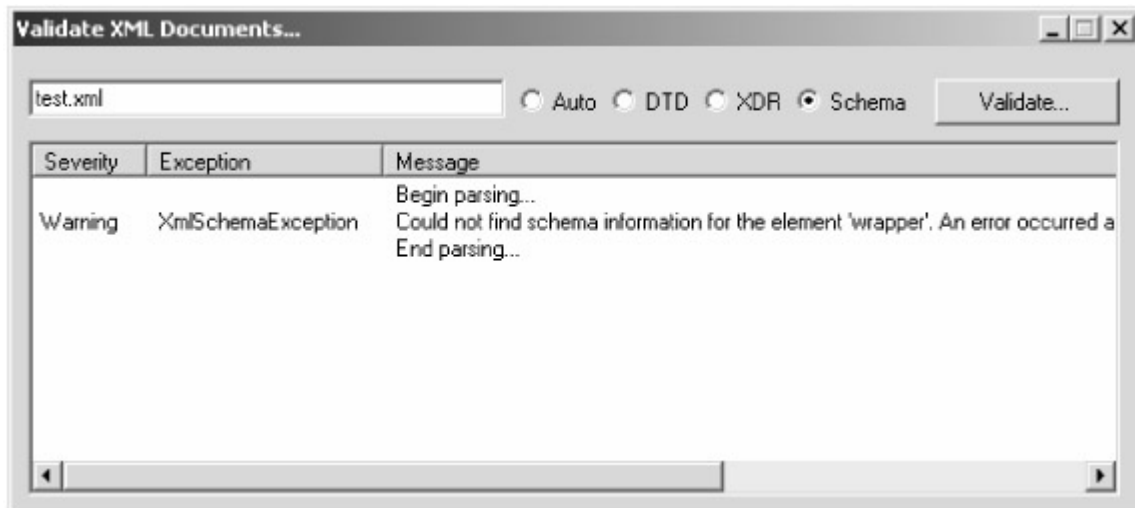 Validate XML Documents...
test.xml Auto DTD XDR Schema Validate...
Severity Exception Message
Begin parsing...
Warning XmlSchemaException Could not find schema information for the element 'wrapper'. An error occurred a
End parsing...